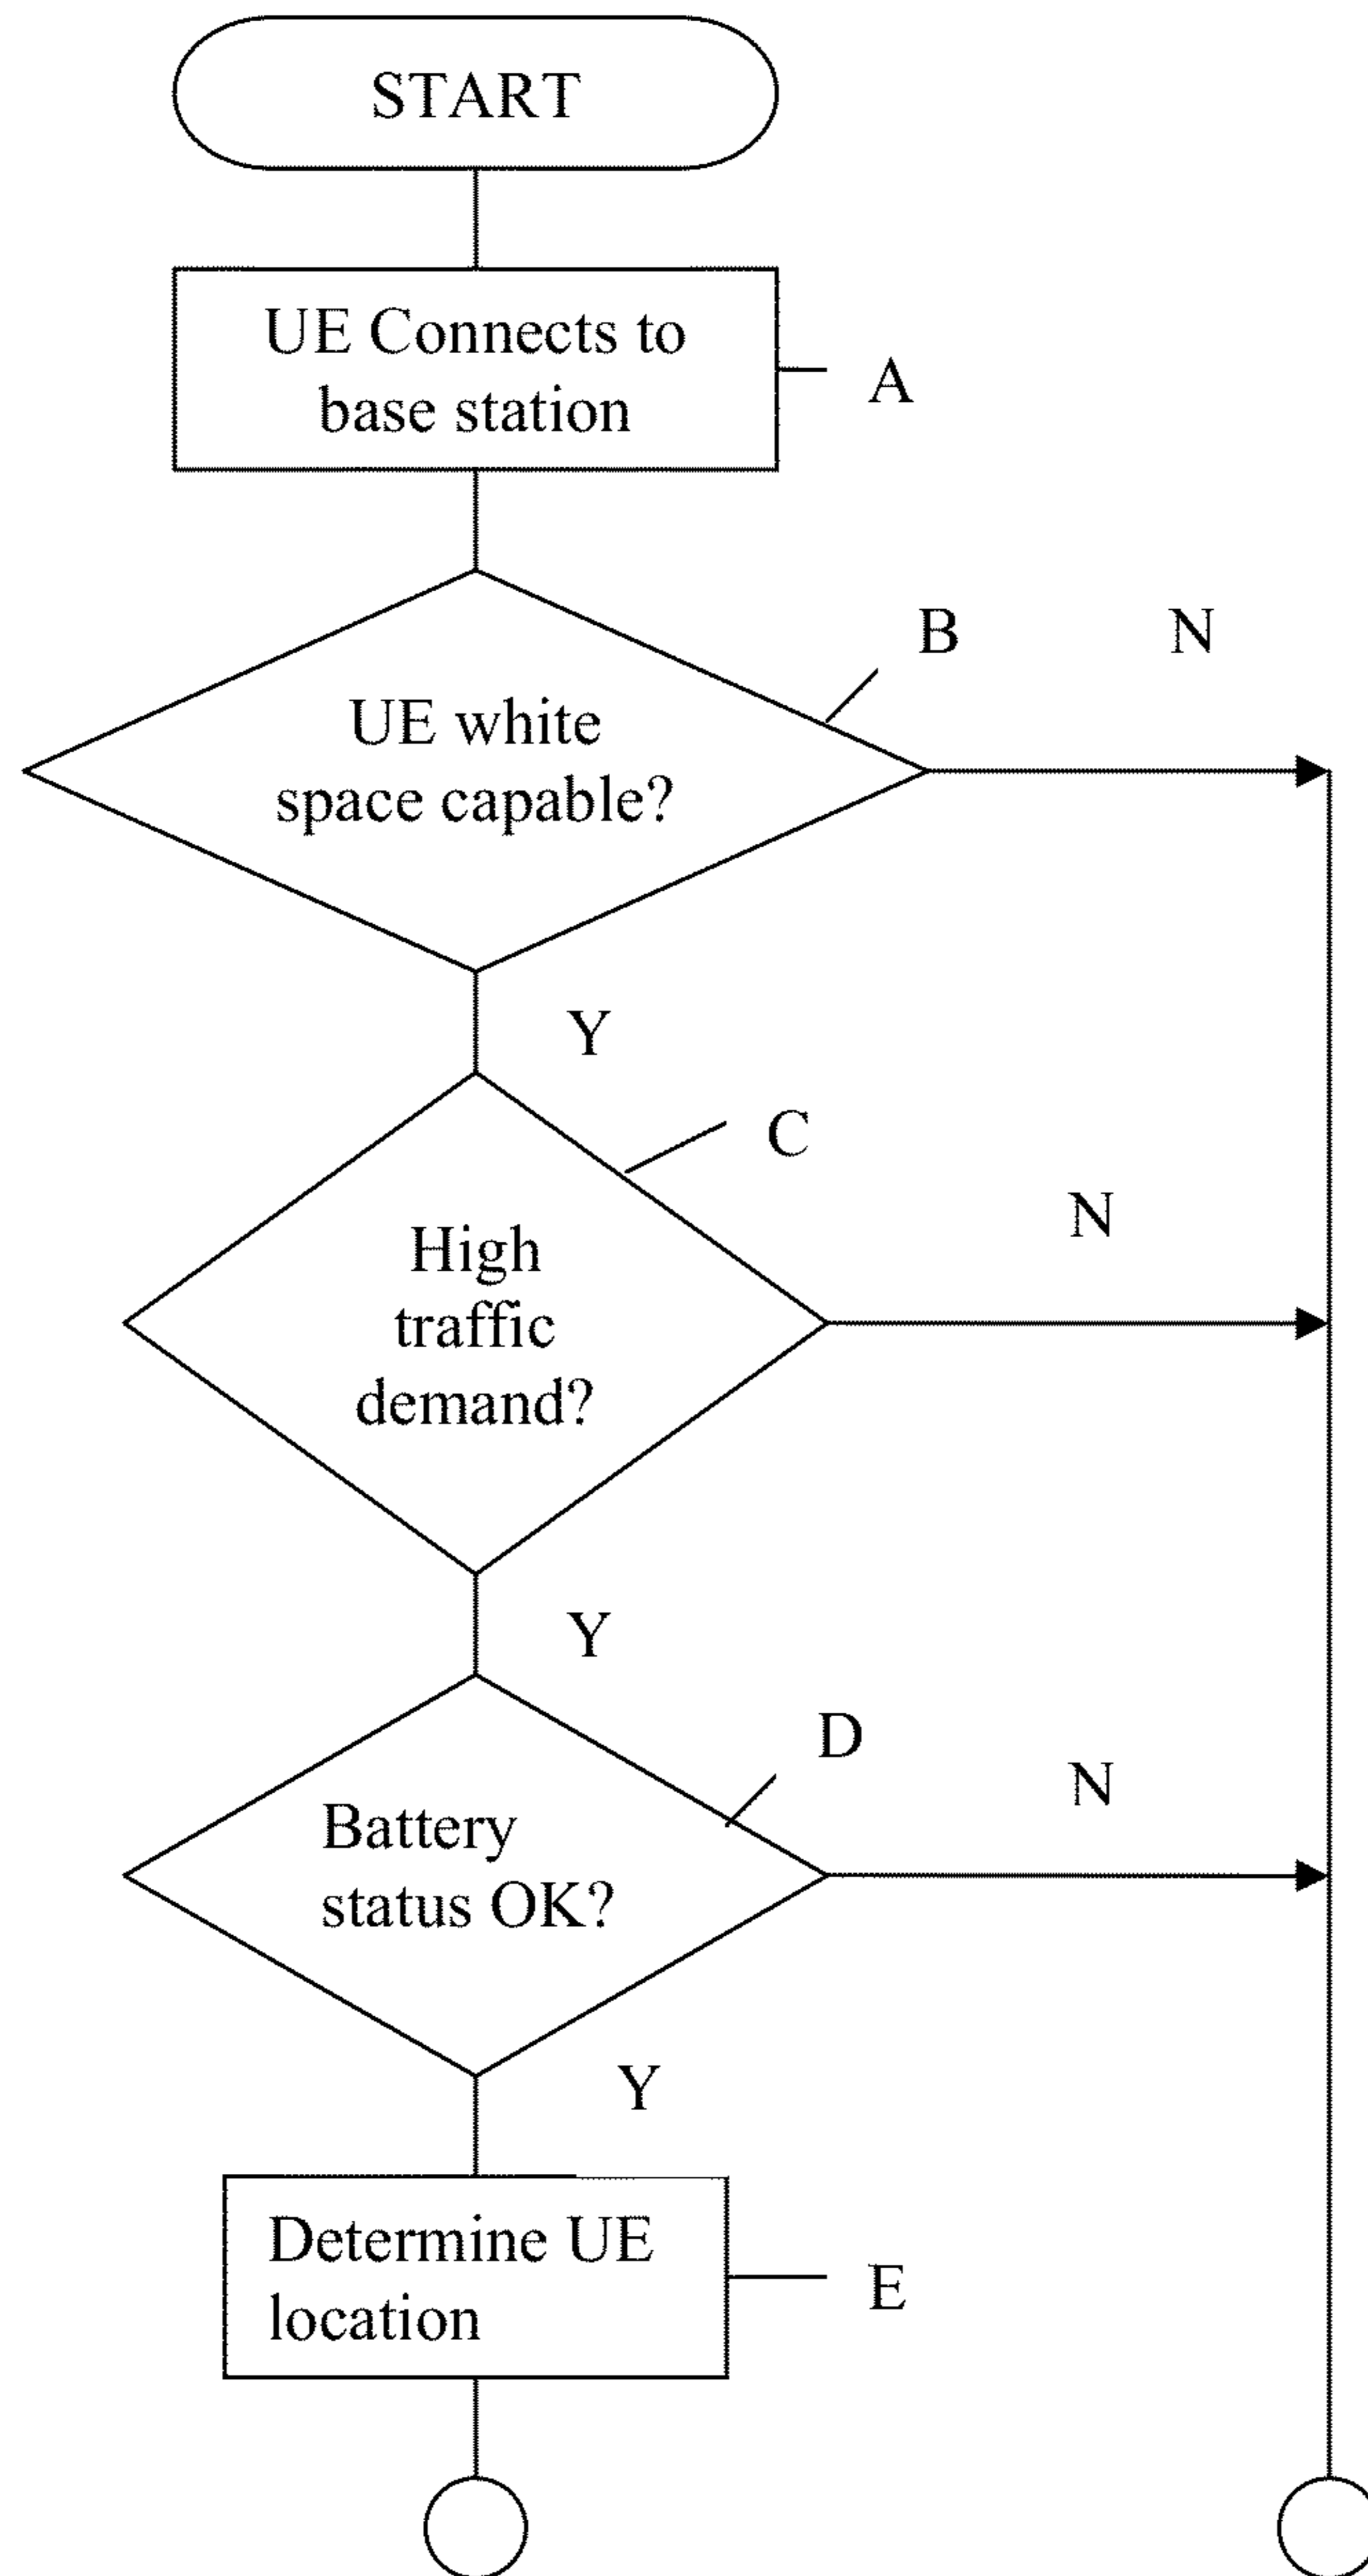 START
UE Connects to
base station
A
B
N
UE white
space capable?
Y
C
N
High
traffic
demand?
Y
D
N
Battery
status OK?
Y
Determine UE
location
E